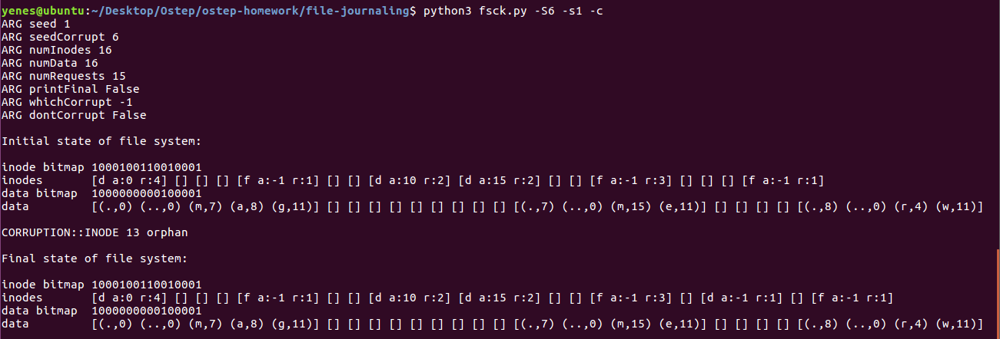 yenes@ubuntu:~/Desktop/Ostep/ostep-homework/file-journaling$ python3 fsck.py -S6 -s1 -c
ARG seed 1
ARG seedCorrupt 6
ARG numInodes 16
ARG numData 16
ARG numRequests 15
ARG printFinal False
ARG whichCorrupt -1
ARG dontCorrupt False
Initial state of file system:
inode bitmap 1000100110010001
inodes [d a:0 r:4] [] [] [] [f a:-1 r:1] [] [] [d a:10 r:2] [d a:15 r:2] [] [] [f a:-1 r:3] [] [] [] [f a:-1 r:1]
data bitmap 1000000000100001
data [(.,0) (..,0) (m,7) (a,8) (g,11)] [] [] [] [] [] [] [] [] [] [(.,7) (..,0) (m,15) (e,11)] [] [] [] [] [(.,8) (..,0) (r,4) (w,11)]
CORRUPTION::INODE 13 orphan
Final state of file system:
inode bitmap 1000100110010001
inodes [d a:0 r:4] [] [] [] [f a:-1 r:1] [] [] [d a:10 r:2] [d a:15 r:2] [] [] [f a:-1 r:3] [] [d a:-1 r:1] [] [f a:-1 r:1]
data bitmap 1000000000100001
data [(.,0) (..,0) (m,7) (a,8) (g,11)] [] [] [] [] [] [] [] [] [] [(.,7) (..,0) (m,15) (e,11)] [] [] [] [] [(.,8) (..,0) (r,4) (w,11)]